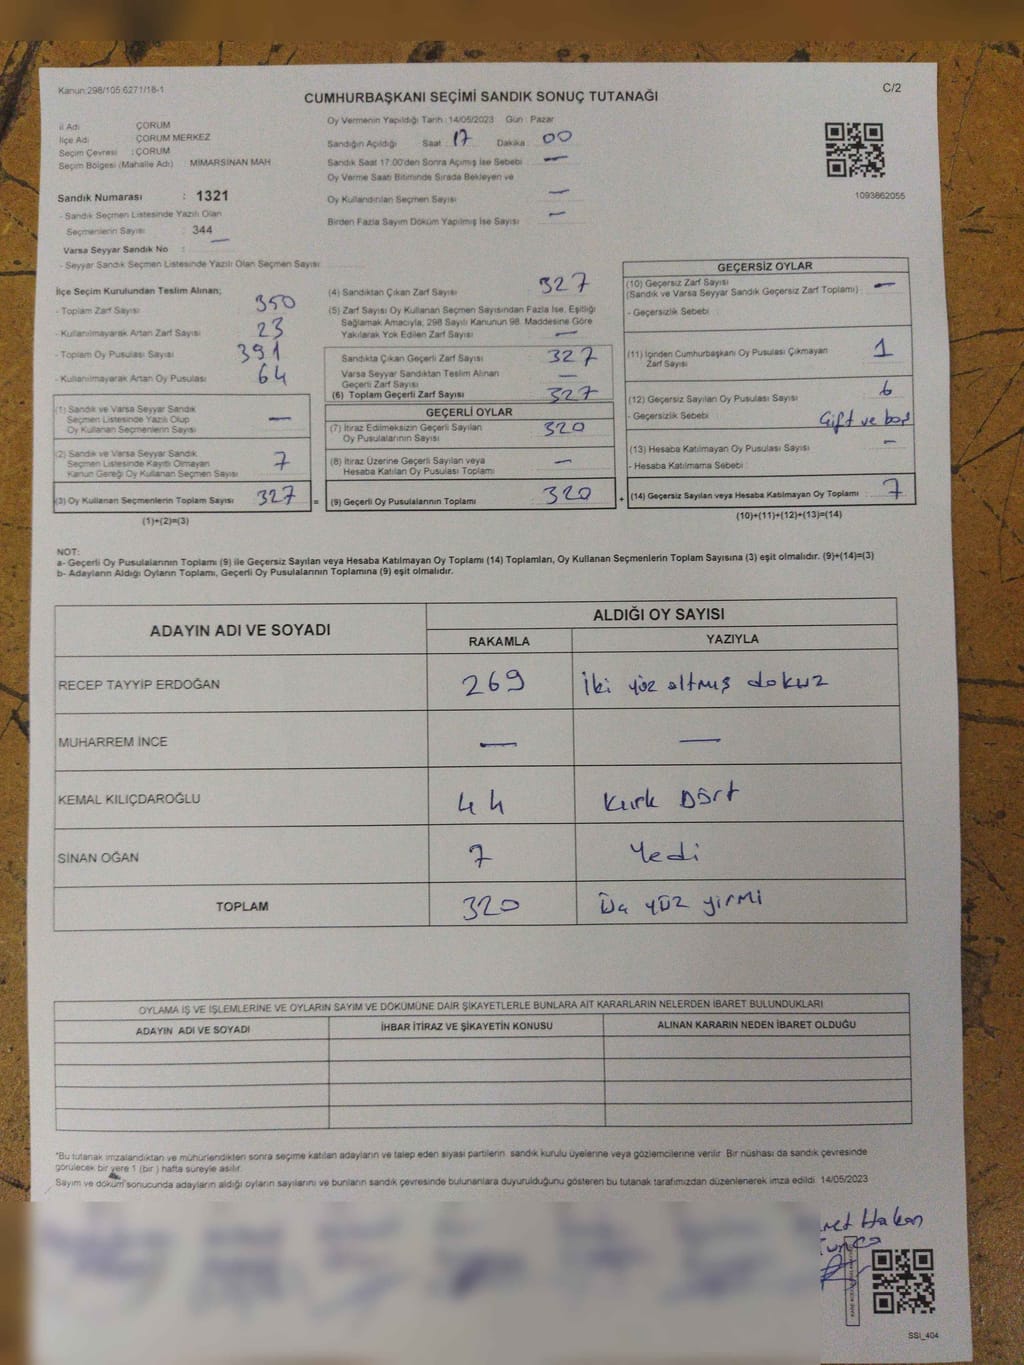 Kanun:298/105;6271/18-1
C/2
CUMHURBAŞKANI SEÇİMİ SANDIK SONUÇ TUTANAĞI
İl Adı : ÇORUM
İlçe Adı : ÇORUM MERKEZ
Seçim Çevresi : ÇORUM
Seçim Bölgesi (Mahalle Adı) : MİMARSİNAN MAH
Sandık Numarası : 1321
- Sandık Seçmen Listesinde Yazılı Olan
Seçmenlerin Sayısı : 344
Varsa Seyyar Sandık No : —
- Seyyar Sandık Seçmen Listesinde Yazılı Olan Seçmen Sayısı
Oy Vermenin Yapıldığı Tarih : 14/05/2023 Gün : Pazar
Sandığın Açıldığı Saat : 17 Dakika : 00
Sandık Saat 17.00'den Sonra Açımış İse Sebebi : —
Oy Verme Saati Bitiminde Sırada Bekleyen ve
Oy Kullandırılan Seçmen Sayısı : —
Birden Fazla Sayım Döküm Yapılmış İse Sayısı : —
1093862055
İlçe Seçim Kurulundan Teslim Alınan;
- Toplam Zarf Sayısı : 350
- Kullanılmayarak Artan Zarf Sayısı : 23
- Toplam Oy Pusulası Sayısı : 391
- Kullanılmayarak Artan Oy Pusulası : 64
(1) Sandık ve Varsa Seyyar Sandık
Seçmen Listesinde Yazılı Olup
Oy Kullanan Seçmenlerin Sayısı —
(2) Sandık ve Varsa Seyyar Sandık
Seçmen Listesinde Kayıtlı Olmayan
Kanun Gereği Oy Kullanan Seçmen Sayısı 7
(3) Oy Kullanan Seçmenlerin Toplam Sayısı 327 =
(1)+(2)=(3)
(4) Sandıktan Çıkan Zarf Sayısı : 327
(5) Zarf Sayısı Oy Kullanan Seçmen Sayısından Fazla İse, Eşitliği
Sağlamak Amacıyla, 298 Sayılı Kanunun 98. Maddesine Göre
Yakılarak Yok Edilen Zarf Sayısı : —
Sandıkta Çıkan Geçerli Zarf Sayısı : 327
Varsa Seyyar Sandıktan Teslim Alınan
Geçerli Zarf Sayısı : —
(6) Toplam Geçerli Zarf Sayısı : 327
GEÇERLİ OYLAR
(7) İtiraz Edilmeksizin Geçerli Sayılan
Oy Pusulalarının Sayısı : 320
(8) İtiraz Üzerine Geçerli Sayılan veya
Hesaba Katılan Oy Pusulası Toplamı : —
(9) Geçerli Oy Pusulalarının Toplamı : 320 +
GEÇERSİZ OYLAR
(10) Geçersiz Zarf Sayısı
(Sandık ve Varsa Seyyar Sandık Geçersiz Zarf Toplamı) : —
- Geçersizlik Sebebi :
(11) İçinden Cumhurbaşkanı Oy Pusulası Çıkmayan
Zarf Sayısı : 1
(12) Geçersiz Sayılan Oy Pusulası Sayısı : 6
- Geçersizlik Sebebi : Çift ve boş
(13) Hesaba Katılmayan Oy Pusulası Sayısı : —
- Hesaba Katılmama Sebebi :
(14) Geçersiz Sayılan veya Hesaba Katılmayan Oy Toplamı : 7
(10)+(11)+(12)+(13)=(14)
NOT:
a- Geçerli Oy Pusulalarının Toplamı (9) ile Geçersiz Sayılan veya Hesaba Katılmayan Oy Toplamı (14) Toplamları, Oy Kullanan Seçmenlerin Toplam Sayısına (3) eşit olmalıdır. (9)+(14)=(3)
b- Adayların Aldığı Oyların Toplamı, Geçerli Oy Pusulalarının Toplamına (9) eşit olmalıdır.
ADAYIN ADI VE SOYADI
ALDIĞI OY SAYISI
RAKAMLA YAZIYLA
RECEP TAYYİP ERDOĞAN 269 İki yüz altmış dokuz
MUHARREM İNCE — —
KEMAL KILIÇDAROĞLU 44 Kırk Dört
SİNAN OĞAN 7 Yedi
TOPLAM 320 Üç yüz yirmi
OYLAMA İŞ VE İŞLEMLERİNE VE OYLARIN SAYIM VE DÖKÜMÜNE DAİR ŞİKAYETLERLE BUNLARA AİT KARARLARIN NELERDEN İBARET BULUNDUKLARI
ADAYIN ADI VE SOYADI İHBAR İTİRAZ VE ŞİKAYETİN KONUSU ALINAN KARARIN NEDEN İBARET OLDUĞU
"Bu tutanak imzalandıktan ve mühürlendikten sonra seçime katılan adayların ve talep eden siyasi partilerin, sandık kurulu üyelerine veya gözlemcilerine verilir. Bir nüshası da sandık çevresinde
görülecek bir yere 1 (bir ) hafta süreyle asılır.
Sayım ve döküm sonucunda adayların aldığı oyların sayılarını ve bunların sandık çevresinde bulunanlara duyurulduğunu gösteren bu tutanak tarafımızdan düzenlenerek imza edildi. 14/05/2023
Hakan
SSI_404